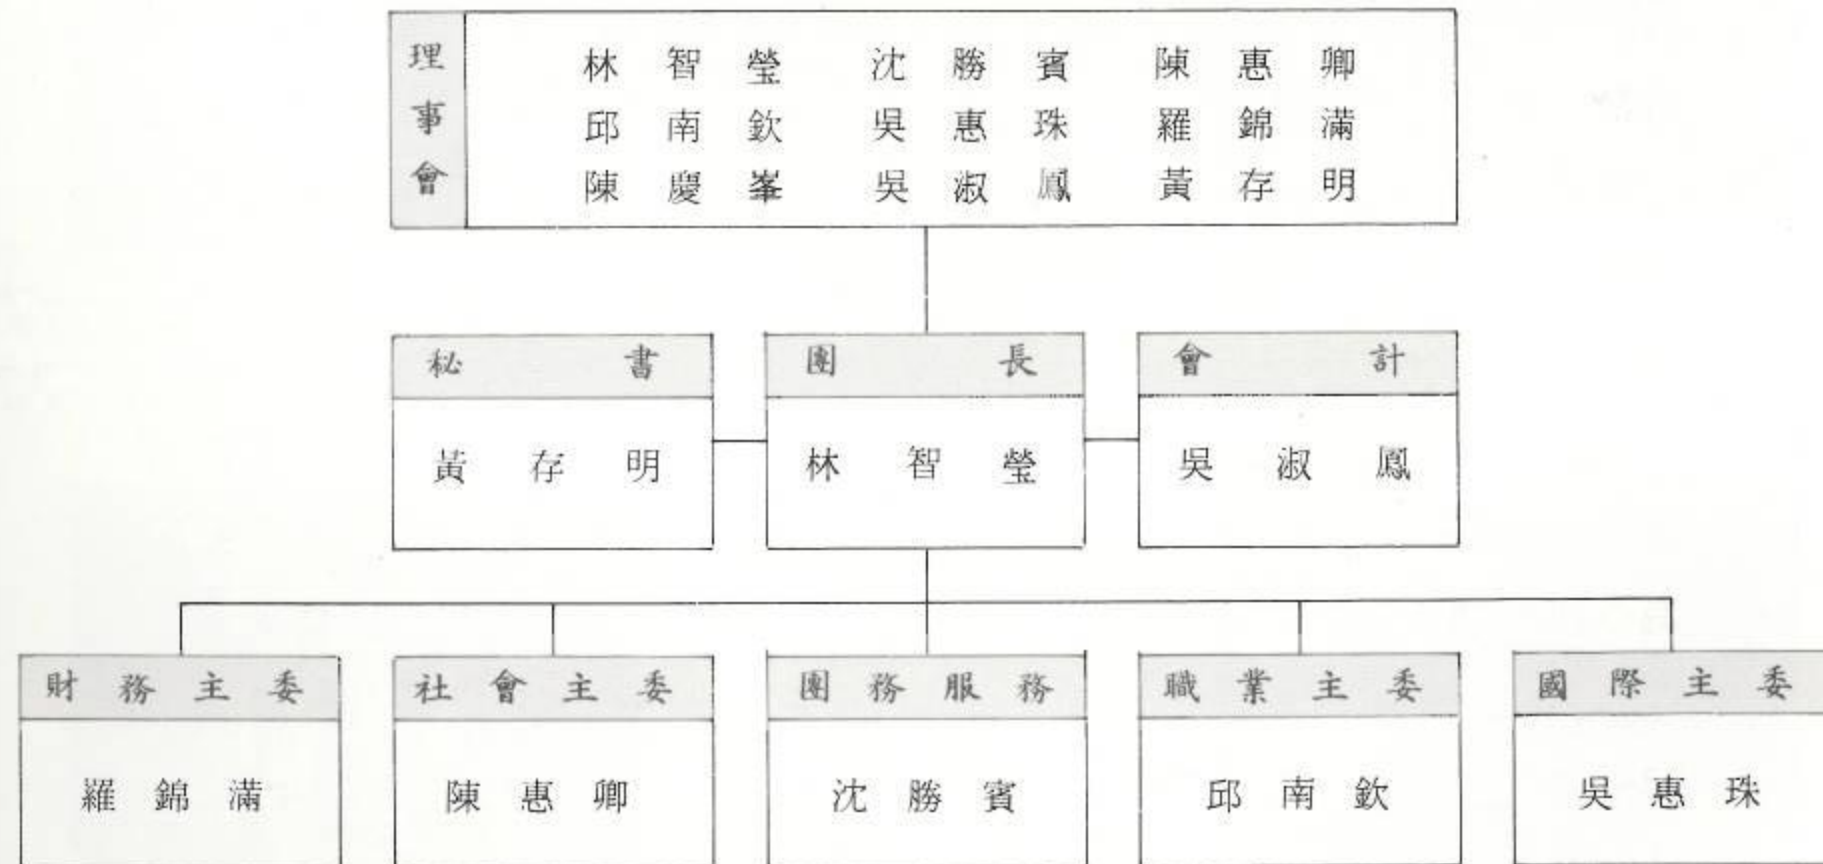 理事會
林智瑩 沈勝賓 陳惠卿
邱南欽 吳惠珠 羅錦滿
陳慶峯 吳淑鳳 黃存明
秘書 團長 會計
黃存明 林智瑩 吳淑鳳
財務主委 社會主委 團務服務 職業主委 國際主委
羅錦滿 陳惠卿 沈勝賓 邱南欽 吳惠珠